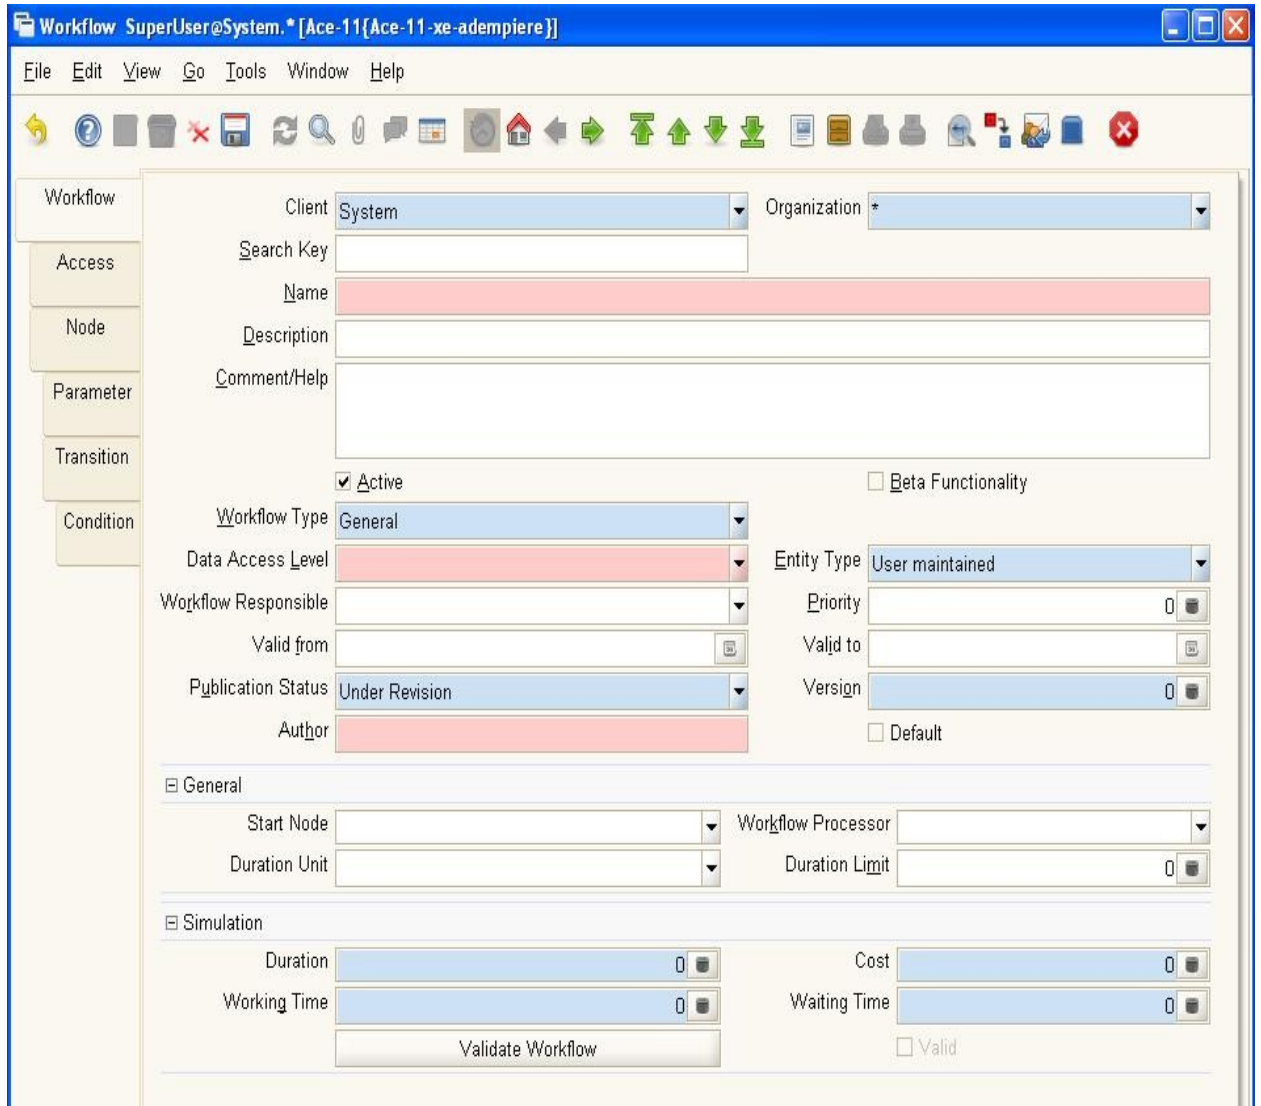 Workflow SuperUser@System.* [Ace-11{Ace-11-xe-adempiere}]
File Edit View Go Tools Window Help
Workflow
Access
Node
Parameter
Transition
Condition
Client System Organization *
Search Key
Name
Description
Comment/Help
Active Beta Functionality
Workflow Type General
Data Access Level Entity Type User maintained
Workflow Responsible Priority 0
Valid from Valid to
Publication Status Under Revision Version 0
Author Default
General
Start Node Workflow Processor
Duration Unit Duration Limit 0
Simulation
Duration 0 Cost 0
Working Time 0 Waiting Time 0
Validate Workflow Valid